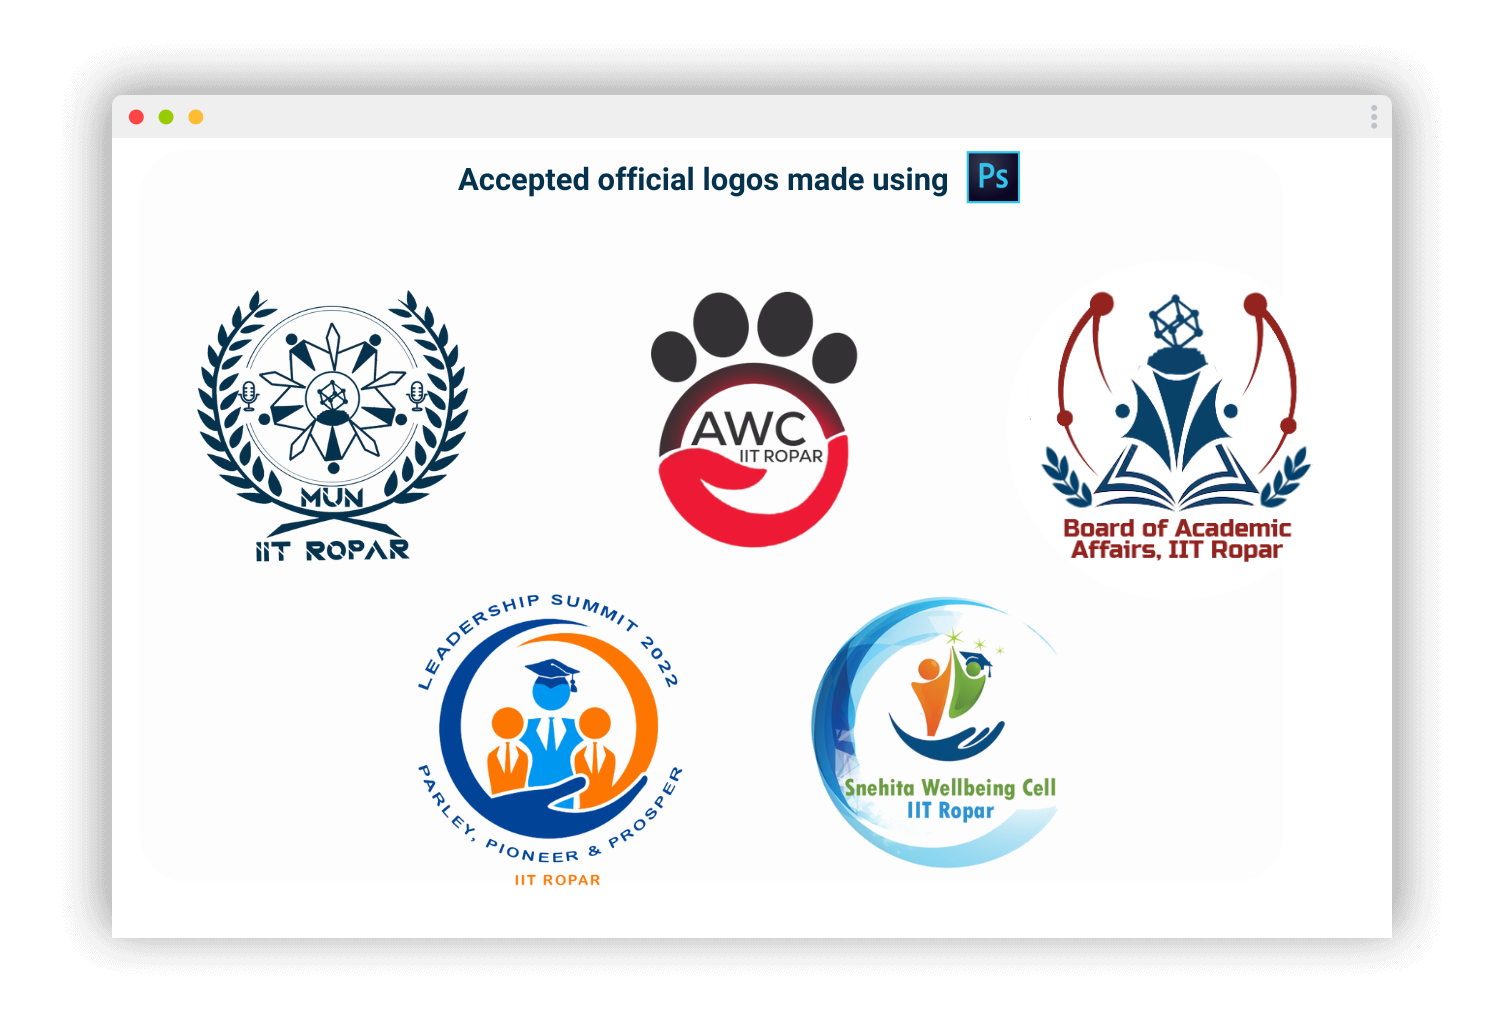 Accepted official logos made using Ps
MUN
IIT ROPAR
AWC
IIT ROPAR
Board of Academic
Affairs, IIT Ropar
LEADERSHIP SUMMIT 2022
PARLEY, PIONEER & PROSPER
IIT ROPAR
Snehita Wellbeing Cell
IIT Ropar